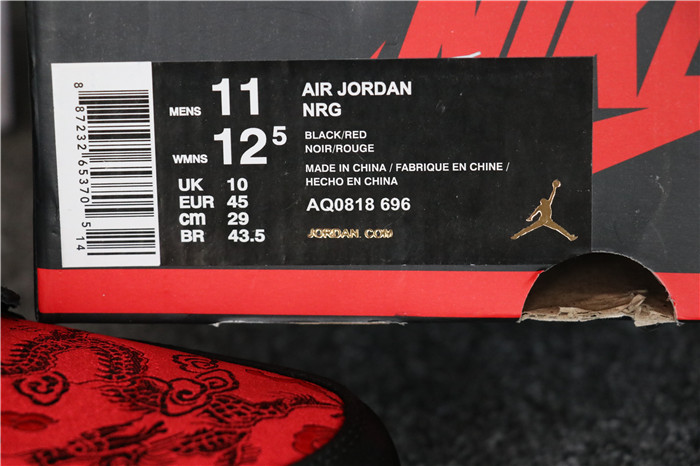 NIKE
8 87232 65370 5 14
MENS 11
WMNS 12 5
UK 10
EUR 45
cm 29
BR 43.5
AIR JORDAN
NRG
BLACK/RED
NOIR/ROUGE
MADE IN CHINA / FABRIQUE EN CHINE /
HECHO EN CHINA
AQ0818 696
JORDAN.COM